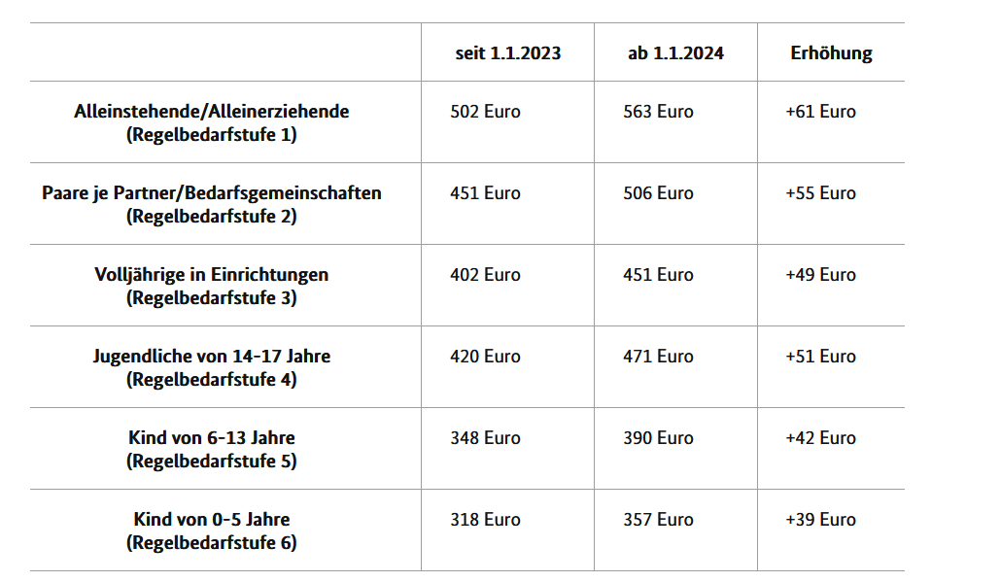 seit 1.1.2023 ab 1.1.2024 Erhöhung
Alleinstehende/Alleinerziehende
(Regelbedarfstufe 1)
502 Euro 563 Euro +61 Euro
Paare je Partner/Bedarfsgemeinschaften
(Regelbedarfstufe 2)
451 Euro 506 Euro +55 Euro
Volljährige in Einrichtungen
(Regelbedarfstufe 3)
402 Euro 451 Euro +49 Euro
Jugendliche von 14-17 Jahre
(Regelbedarfstufe 4)
420 Euro 471 Euro +51 Euro
Kind von 6-13 Jahre
(Regelbedarfstufe 5)
348 Euro 390 Euro +42 Euro
Kind von 0-5 Jahre
(Regelbedarfstufe 6)
318 Euro 357 Euro +39 Euro